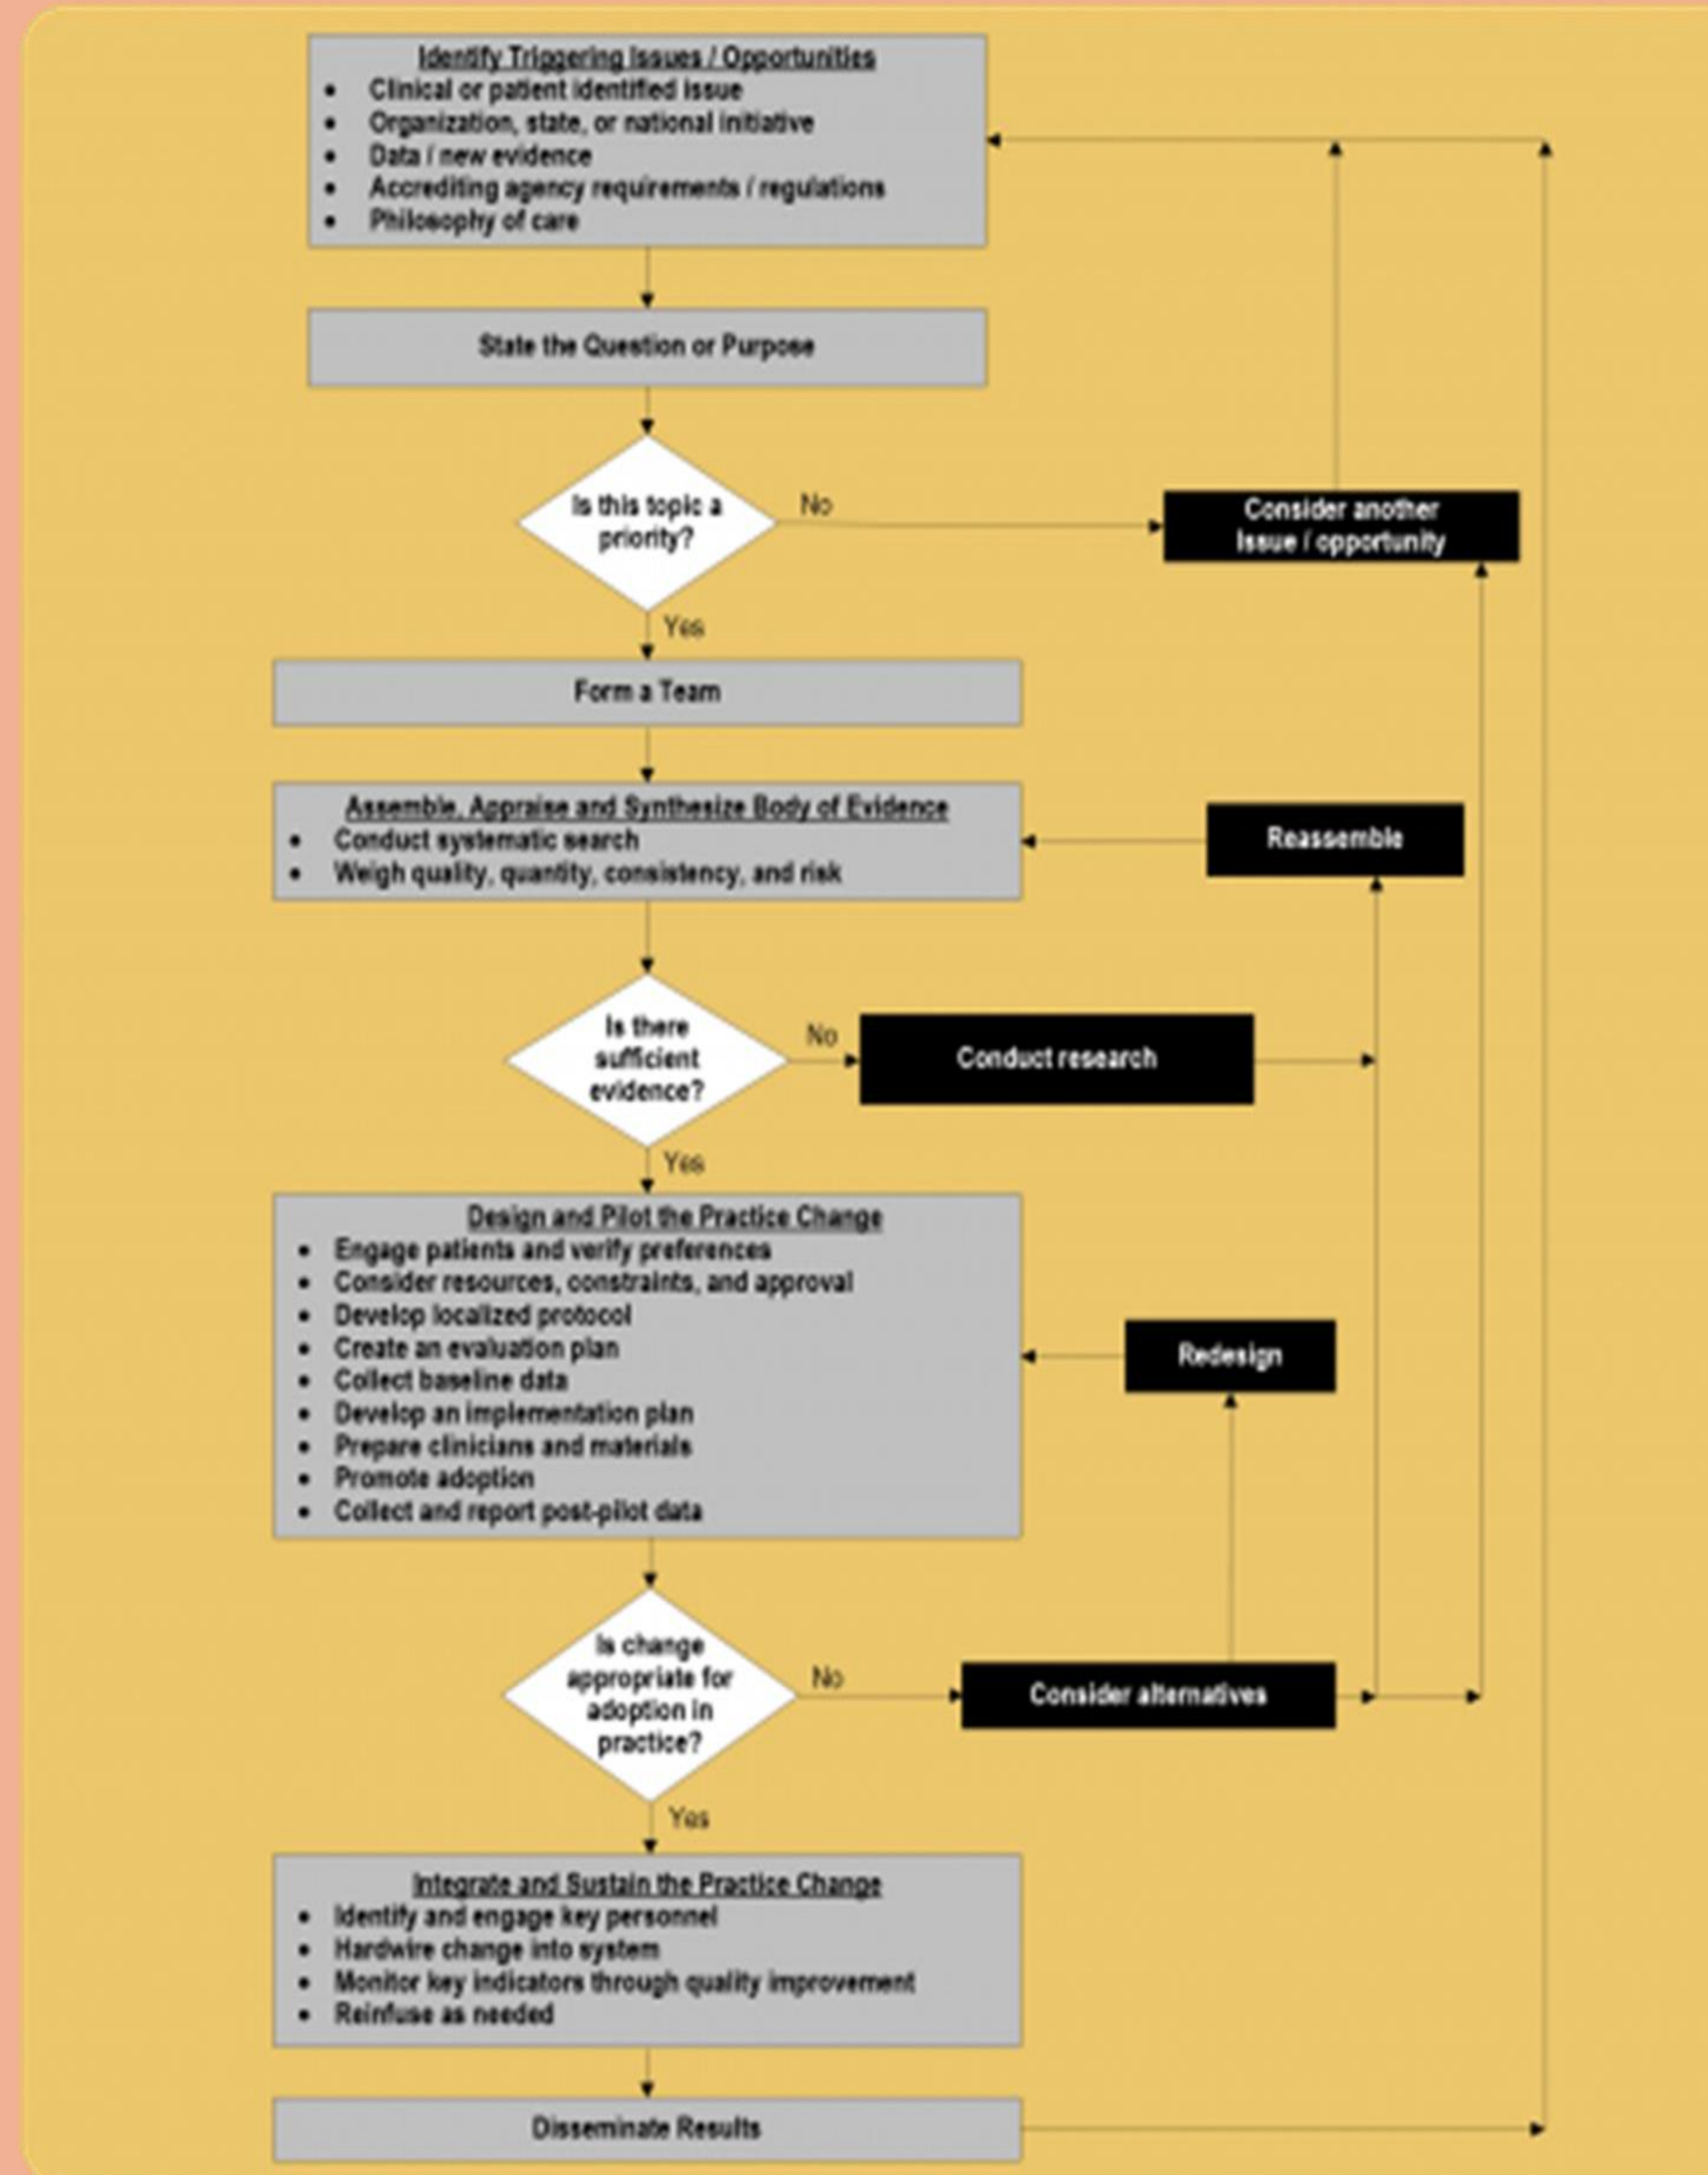 Identify Triggering Issues / Opportunities
• Clinical or patient identified issue
• Organization, state, or national initiative
• Data / new evidence
• Accrediting agency requirements / regulations
• Philosophy of care
State the Question or Purpose
Is this topic a
priority?
No
Consider another
Issue / opportunity
Yes
Form a Team
Assemble, Appraise and Synthesize Body of Evidence
• Conduct systematic search
• Weigh quality, quantity, consistency, and risk
Reassemble
Is there
sufficient
evidence?
No
Conduct research
Yes
Design and Pilot the Practice Change
• Engage patients and verify preferences
• Consider resources, constraints, and approval
• Develop localized protocol
• Create an evaluation plan
• Collect baseline data
• Develop an implementation plan
• Prepare clinicians and materials
• Promote adoption
• Collect and report post-pilot data
Redesign
Is change
appropriate for
adoption in
practice?
No
Consider alternatives
Yes
Integrate and Sustain the Practice Change
• Identify and engage key personnel
• Hardwire change into system
• Monitor key indicators through quality improvement
• Reinfuse as needed
Disseminate Results